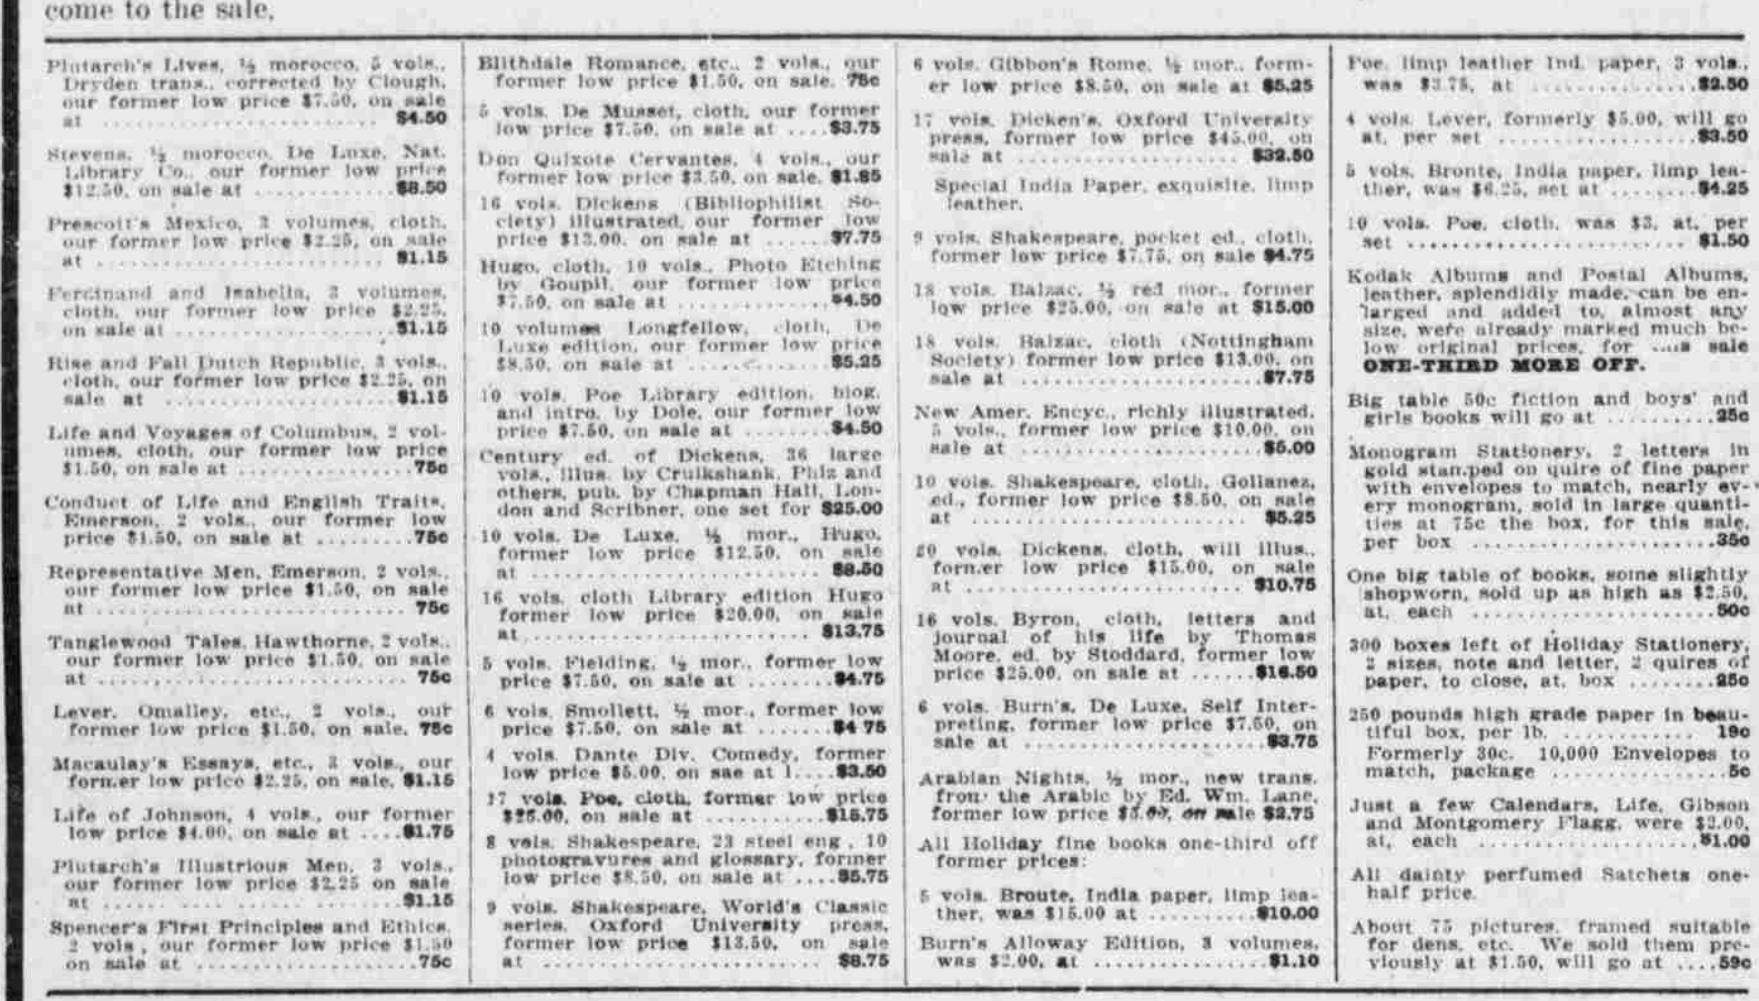 come to the sale.
Plutarch's Lives, ½ morocco, 5 vols.,
Dryden trans., corrected by Clough,
our former low price $7.50, on sale
at ........................ $4.50
Stevens, ½ morocco, De Luxe, Nat.
Library Co., our former low price
$12.50, on sale at ............ $8.50
Prescott's Mexico, 3 volumes, cloth,
our former low price $2.25, on sale
at ........................ $1.15
Ferdinand and Isabella, 3 volumes,
cloth, our former low price $2.25,
on sale at ................... $1.15
Rise and Fall Dutch Republic, 3 vols.,
cloth, our former low price $2.25, on
sale at .................... $1.15
Life and Voyages of Columbus, 2 vol-
umes, cloth, our former low price
$1.50, on sale at ............... 75c
Conduct of Life and English Traits,
Emerson, 2 vols., our former low
price $1.50, on sale at ......... 75c
Representative Men, Emerson, 2 vols.,
our former low price $1.50, on sale
at ............................ 75c
Tanglewood Tales, Hawthorne, 2 vols.,
our former low price $1.50, on sale
at ............................ 75c
Lever, Omalley, etc., 2 vols., our
former low price $1.50, on sale, 75c
Macaulay's Essays, etc., 3 vols., our
former low price $2.25, on sale, $1.15
Life of Johnson, 4 vols., our former
low price $4.00, on sale at .... $1.75
Plutarch's Illustrious Men, 3 vols.,
our former low price $2.25 on sale
at ........................ $1.15
Spencer's First Principles and Ethics,
2 vols., our former low price $1.50
on sale at .................... 75c
Blithdale Romance, etc., 2 vols., our
former low price $1.50, on sale. 75c
5 vols. De Musset, cloth, our former
low price $7.50, on sale at .... $3.75
Don Quixote Cervantes, 4 vols., our
former low price $3.50, on sale. $1.85
16 vols. Dickens (Bibliophilist So-
ciety) illustrated, our former low
price $13.00, on sale at ...... $7.75
Hugo, cloth, 10 vols., Photo Etching
by Goupil, our former low price
$7.50, on sale at ............. $4.50
10 volumes Longfellow, cloth, De
Luxe edition, our former low price
$8.50, on sale at ............. $5.25
10 vols. Poe Library edition, biog.
and intro. by Dole, our former low
price $7.50, on sale at ........ $4.50
Century ed. of Dickens, 36 large
vols., illus. by Cruikshank, Phiz and
others, pub. by Chapman Hall, Lon-
don and Scribner, one set for $25.00
10 vols. De Luxe, ½ mor., Hugo,
former low price $12.50, on sale
at ......................... $8.50
16 vols. cloth Library edition Hugo
former low price $20.00, on sale
at ......................... $13.75
5 vols. Fielding, ½ mor., former low
price $7.50, on sale at ........ $4.75
6 vols. Smollett, ½ mor., former low
price $7.50, on sale at ....... $4 75
4 vols. Dante Div. Comedy, former
low price $5.00, on sae at 1.... $3.50
17 vols. Poe, cloth, former low price
on sale at ........... $15.75
8 vols. Shakespeare, 23 steel eng., 10
photogravures and glossary, former
low price $8.50, on sale at .... $5.75
9 vols. Shakespeare, World's Classic
series, Oxford University press,
former low price $13.50, on sale
at ......................... $8.75
6 vols. Gibbon's Rome, ½ mor., form-
er low price $8.50, on sale at $5.25
17 vols. Dicken's, Oxford University
press, former low price $45.00, on
sale at .................... $32.50
Special India Paper, exquisite, limp
leather.
9 vols. Shakespeare, pocket ed., cloth,
former low price $7.75, on sale $4.75
18 vols. Balzac, ½ red mor., former
low price $25.00, on sale at $15.00
18 vols. Balzac, cloth (Nottingham
Society) former low price $13.00, on
sale at ..................... $7.75
New Amer. Encyc., richly illustrated,
5 vols., former low price $10.00, on
sale at ..................... $5.00
10 vols. Shakespeare, cloth, Gollanez,
ed., former low price $8.50, on sale
at ........................ $5.25
20 vols. Dickens, cloth, will illus.,
former low price $15.00, on sale
at ........................ $10.75
16 vols. Byron, cloth, letters and
journal of his life by Thomas
Moore, ed. by Stoddard, former low
price $25.00, on sale at ...... $16.50
6 vols. Burn's, De Luxe, Self Inter-
preting, former low price $7.50, on
sale at ..................... $3.75
Arabian Nights, ½ mor., new trans.
from the Arabic by Ed. Wm. Lane,
former low price $5.00, on sale $2.75
All Holiday fine books one-third off
former prices:
5 vols. Broute, India paper, limp lea-
ther, was $15.00 at .......... $10.00
Burn's Alloway Edition, 3 volumes,
was $2.00, at ............... $1.10
Poe, limp leather Ind. paper, 3 vols.,
was $3.75, at ............... $2.50
4 vols. Lever, formerly $5.00, will go
at, per set ................. $3.50
5 vols. Bronte, India paper, limp lea-
ther, was $6.25, set at ........ $4.25
10 vols. Poe, cloth, was $3, at, per
set ......................... $1.50
Kodak Albums and Postal Albums,
leather, splendidly made, can be en-
larged and added to, almost any
size, were already marked much be-
low original prices, for sale
ONE-THIRD MORE OFF.
Big table 50c fiction and boys' and
girls books will go at .......... 25c
Monogram Stationery, 2 letters in
gold stamped on quire of fine paper
with envelopes to match, nearly ev-
ery monogram, sold in large quanti-
ties at 75c the box, for this sale,
per box ..................... 35c
One big table of books, some slightly
shopworn, sold up as high as $2.50,
at, each ..................... 50c
300 boxes left of Holiday Stationery,
2 sizes, note and letter, 2 quires of
paper, to close, at, box ........ 25c
250 pounds high grade paper in beau-
tiful box, per lb. ............ 19c
Formerly 30c. 10,000 Envelopes to
match, package ............... 5c
Just a few Calendars, Life, Gibson
and Montgomery Flagg, were $2.00,
at, each .................... $1.00
All dainty perfumed Satchets one-
half price.
About 75 pictures, framed suitable
for dens, etc. We sold them pre-
viously at $1.50, will go at .... 59c